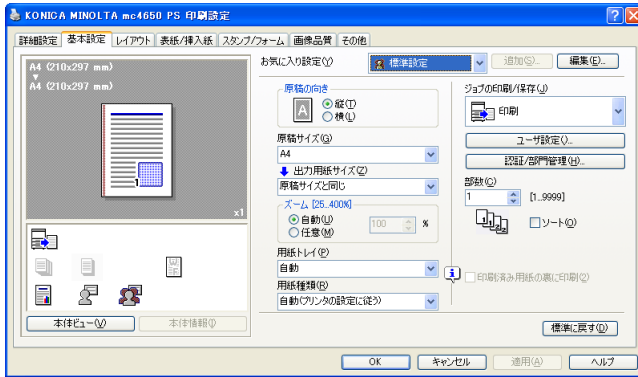 KONICA MINOLTA mc4650 PS 印刷設定
詳細設定 基本設定 レイアウト 表紙/挿入紙 スタンプ/フォーム 画像品質 その他
A4 (210x297 mm)
A4 (210x297 mm)
1
x1
本体ビュー(V) 本体情報(I)
お気に入り設定(Y) 標準設定 追加(S)... 編集(E)...
原稿の向き
A
縦(T)
横(L)
原稿サイズ(G)
A4
出力用紙サイズ(Z)
原稿サイズと同じ
ズーム [25..400%]
自動(U)
任意(M)
100 %
用紙トレイ(P)
自動
用紙種類(R)
自動(プリンタの設定に従う)
ジョブの印刷/保存(J)
印刷
ユーザ設定()...
認証/部門管理(H)...
部数(C)
1 [1..9999]
ソート(O)
印刷済み用紙の裏に印刷(2)
標準に戻す(D)
OK キャンセル 適用(A) ヘルプ